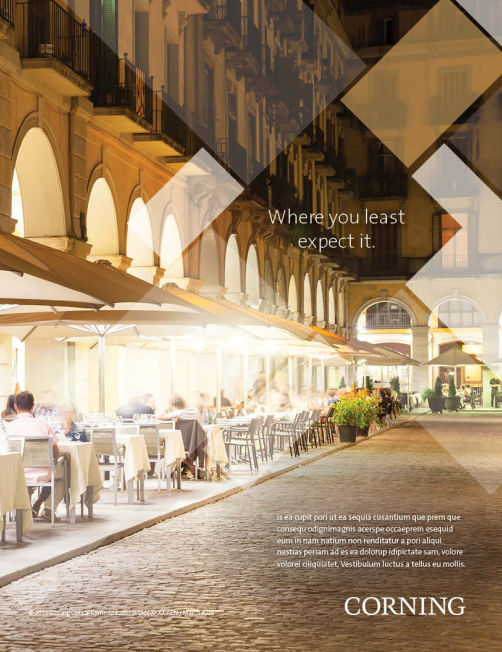 Where you least
expect it.
is ea cupit pori ut ea sequia cusantium que prem que
consequ odignimagnis acerspe occaeprem esequid
eum in nam natium non renditatur a pori aliqui
nestias periam ad es ea dolorup idipictate sam, volore
volorei ciliquiatet, Vestibulum luctus a tellus eu mollis.
CORNING
© 2015 Corning Optical Communications